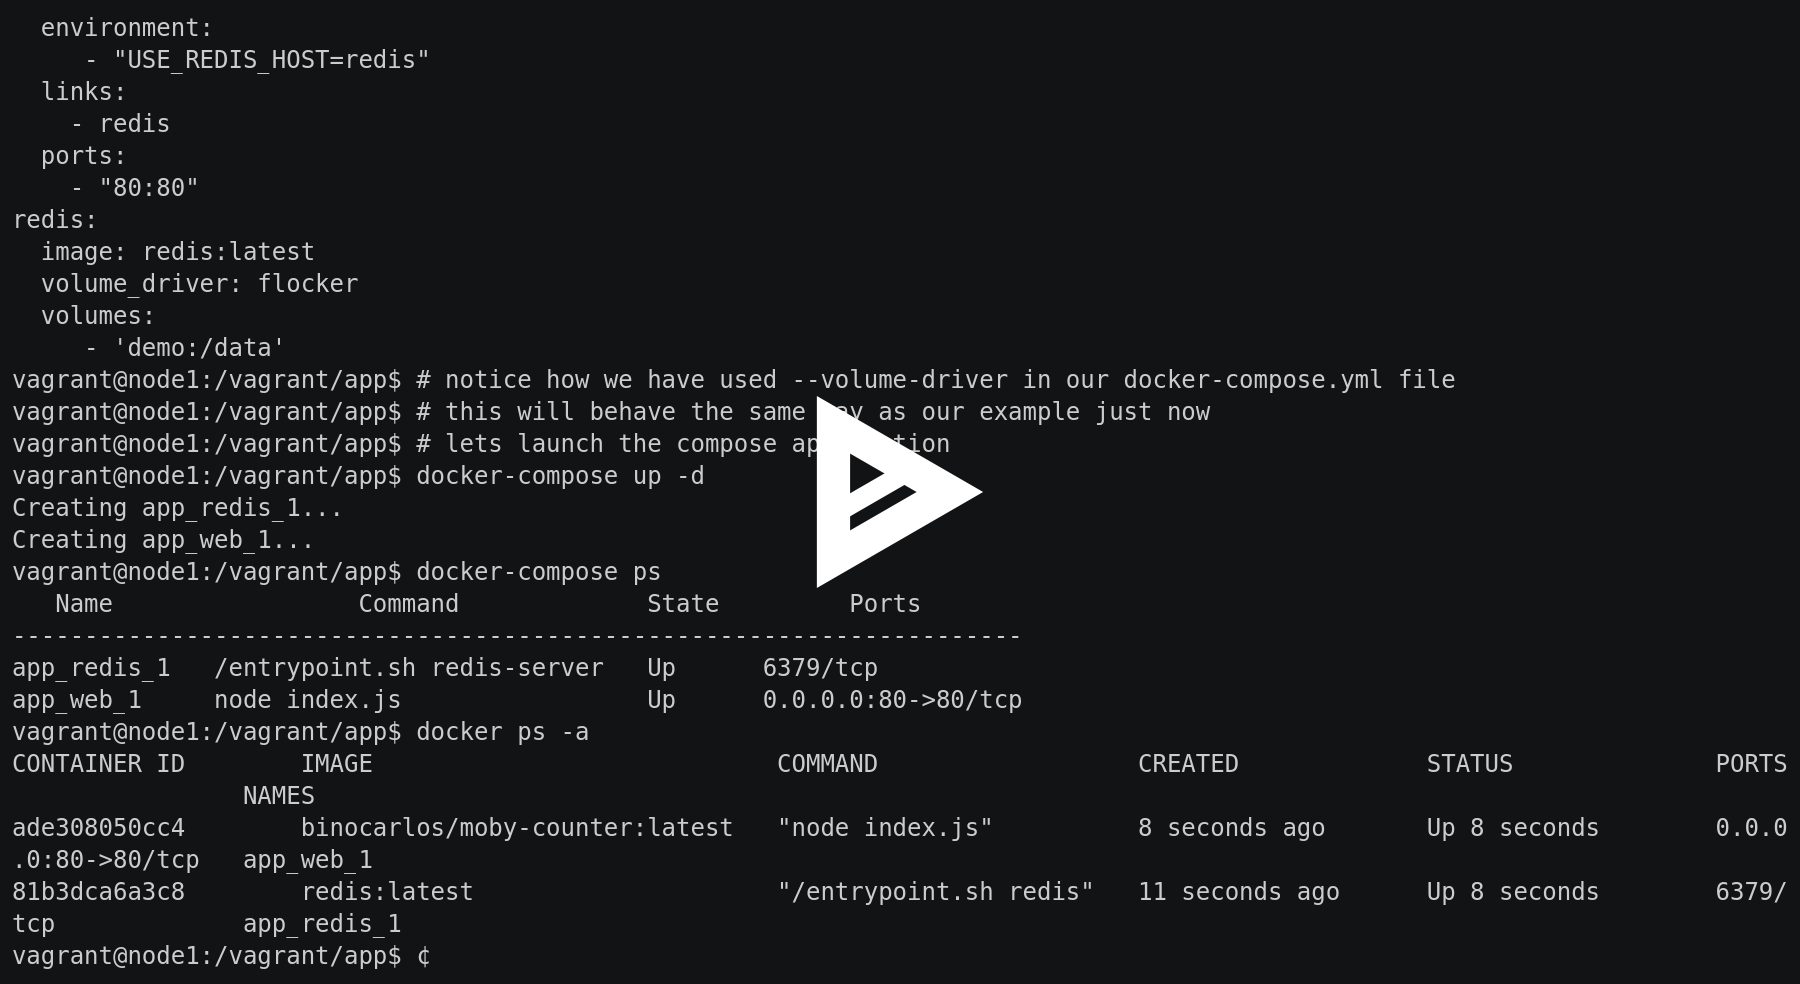 environment:
- "USE_REDIS_HOST=redis"
links:
- redis
ports:
- "80:80"
redis:
image: redis:latest
volume_driver: flocker
volumes:
- 'demo:/data'
vagrant@node1:/vagrant/app$ # notice how we have used --volume-driver in our docker-compose.yml file
vagrant@node1:/vagrant/app$ # this will behave the same as our example just now
vagrant@node1:/vagrant/app$ # lets launch the compose
vagrant@node1:/vagrant/app$ docker-compose up -d
Creating app_redis_1...
Creating app_web_1...
vagrant@node1:/vagrant/app$ docker-compose ps
Name Command State Ports
----------------------------------------------------------------------
app_redis_1 /entrypoint.sh redis-server Up 6379/tcp
app_web_1 node index.js Up 0.0.0.0:80->80/tcp
vagrant@node1:/vagrant/app$ docker ps -a
CONTAINER ID IMAGE COMMAND CREATED STATUS PORTS
NAMES
ade308050cc4 binocarlos/moby-counter:latest "node index.js" 8 seconds ago Up 8 seconds 0.0.0
.0:80->80/tcp app_web_1
81b3dca6a3c8 redis:latest "/entrypoint.sh redis" 11 seconds ago Up 8 seconds 6379/
tcp app_redis_1
vagrant@node1:/vagrant/app$ ¢